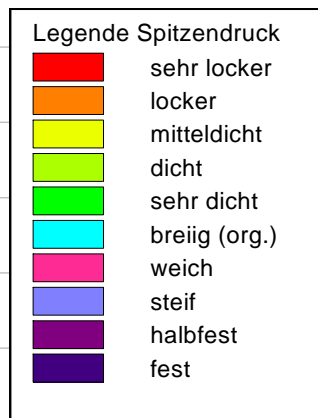 Legende Spitzendruck
sehr locker
locker
mitteldicht
dicht
sehr dicht
breiig (org.)
weich
steif
halbfest
fest